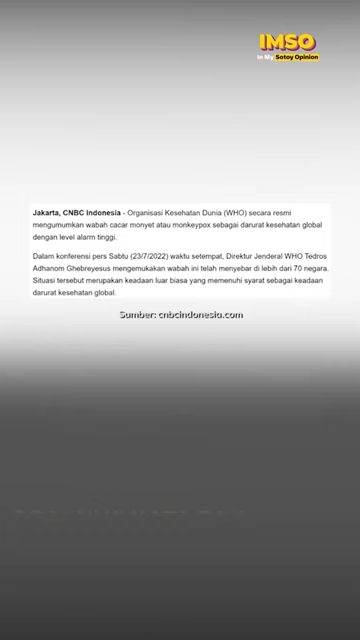 IMSO
In My Sotoy Opinion
Jakarta, CNBC Indonesia - Organisasi Kesehatan Dunia (WHO) secara resmi
mengumumkan wabah cacar monyet atau monkeypox sebagai darurat kesehatan global
dengan level alarm tinggi.
Dalam konferensi pers Sabtu (23/7/2022) waktu setempat, Direktur Jenderal WHO Tedros
Adhanom Ghebreyesus mengemukakan wabah ini telah menyebar di lebih dari 70 negara.
Situasi tersebut merupakan keadaan luar biasa yang memenuhi syarat sebagai keadaan
darurat kesehatan global.
Sumber: cnbcindonesia.com